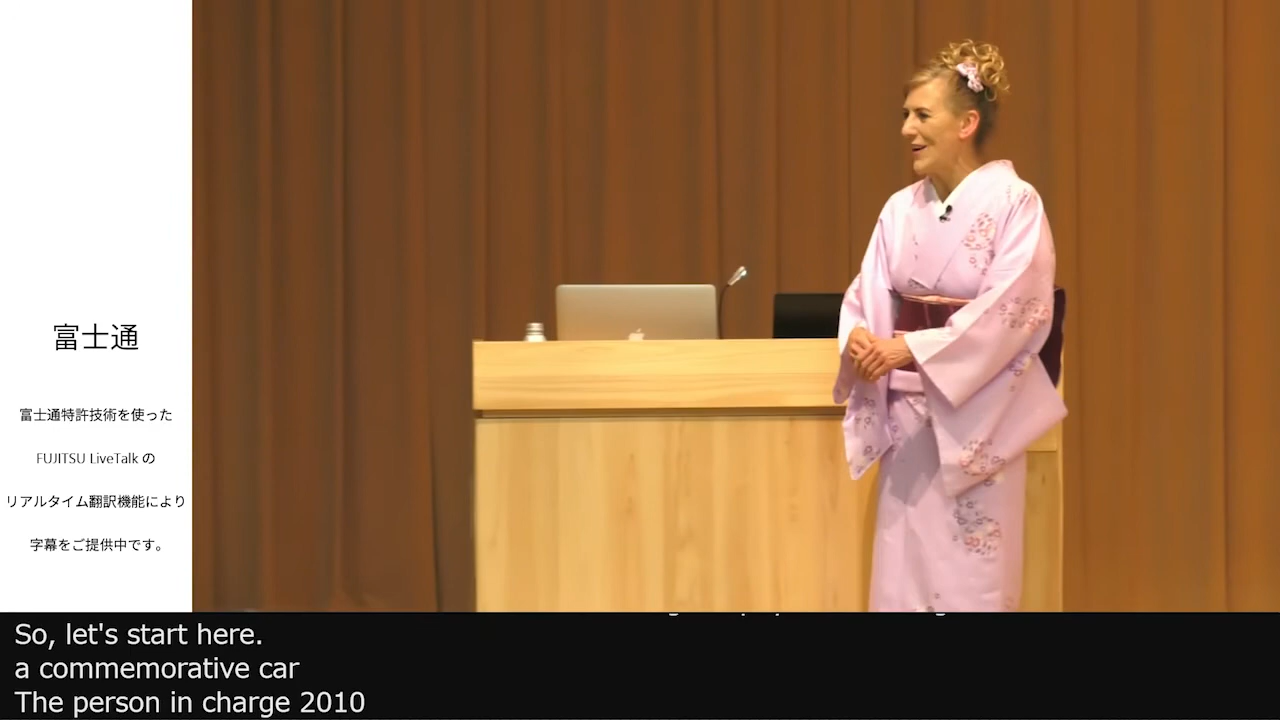 富士通
富士通特許技術を使った
FUJITSU LiveTalk の
リアルタイム翻訳機能により
字幕をご提供中です。
So, let's start here.
a commemorative car
The person in charge 2010